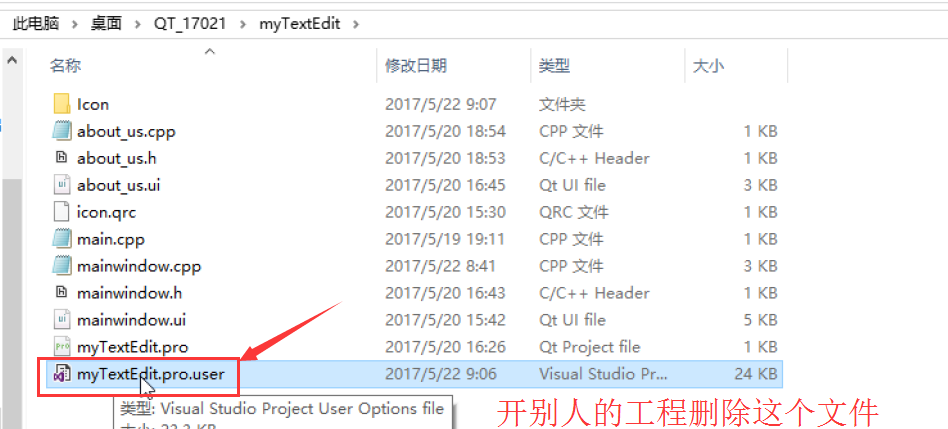 此电脑 > 桌面 > QT_17021 > myTextEdit >
名称 修改日期 类型 大小
Icon 2017/5/22 9:07 文件夹
about_us.cpp 2017/5/20 18:54 CPP 文件 1 KB
about_us.h 2017/5/20 18:53 C/C++ Header 1 KB
about_us.ui 2017/5/20 16:45 Qt UI file 3 KB
icon.qrc 2017/5/20 15:30 QRC 文件 1 KB
main.cpp 2017/5/19 19:11 CPP 文件 1 KB
mainwindow.cpp 2017/5/22 8:41 CPP 文件 3 KB
mainwindow.h 2017/5/20 16:43 C/C++ Header 1 KB
mainwindow.ui 2017/5/20 15:42 Qt UI file 5 KB
myTextEdit.pro 2017/5/20 16:26 Qt Project file 1 KB
myTextEdit.pro.user 2017/5/22 9:06 Visual Studio Pr... 24 KB
类型: Visual Studio Project User Options file
大小: 23.3 KB
开别人的工程删除这个文件